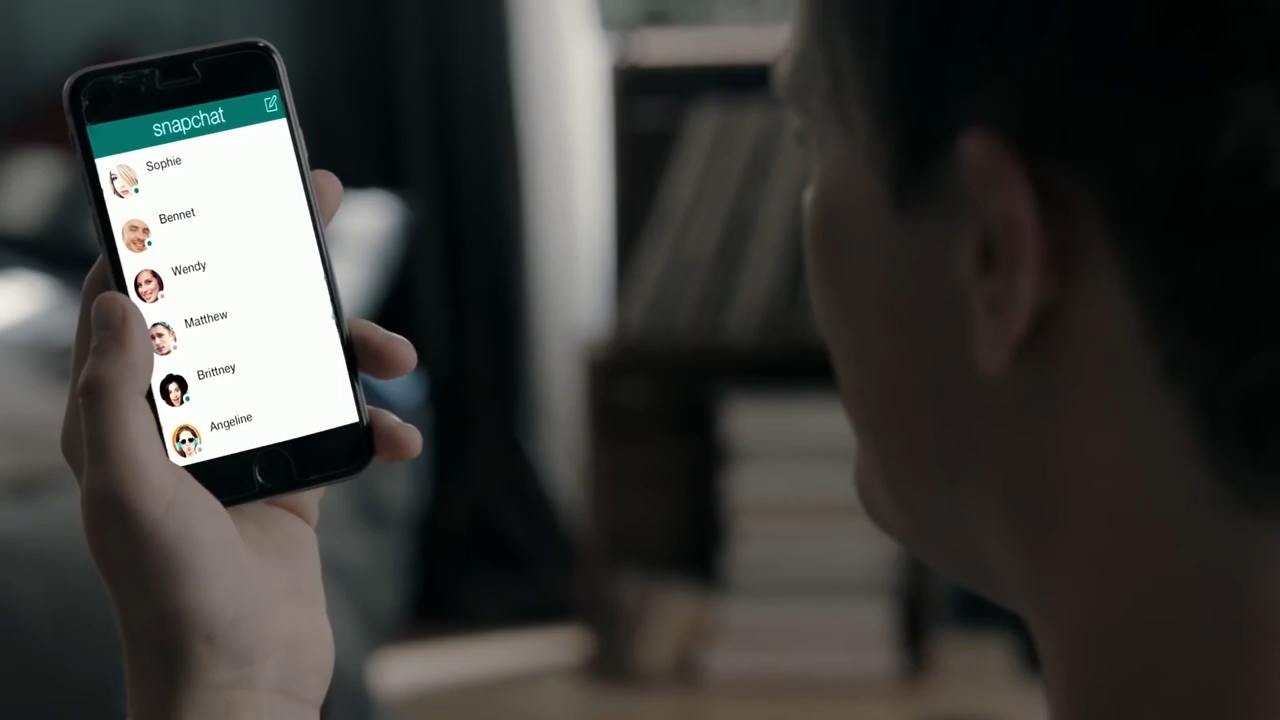 snapchat
Sophie
Bennet
Wendy
Matthew
Brittney
Angeline